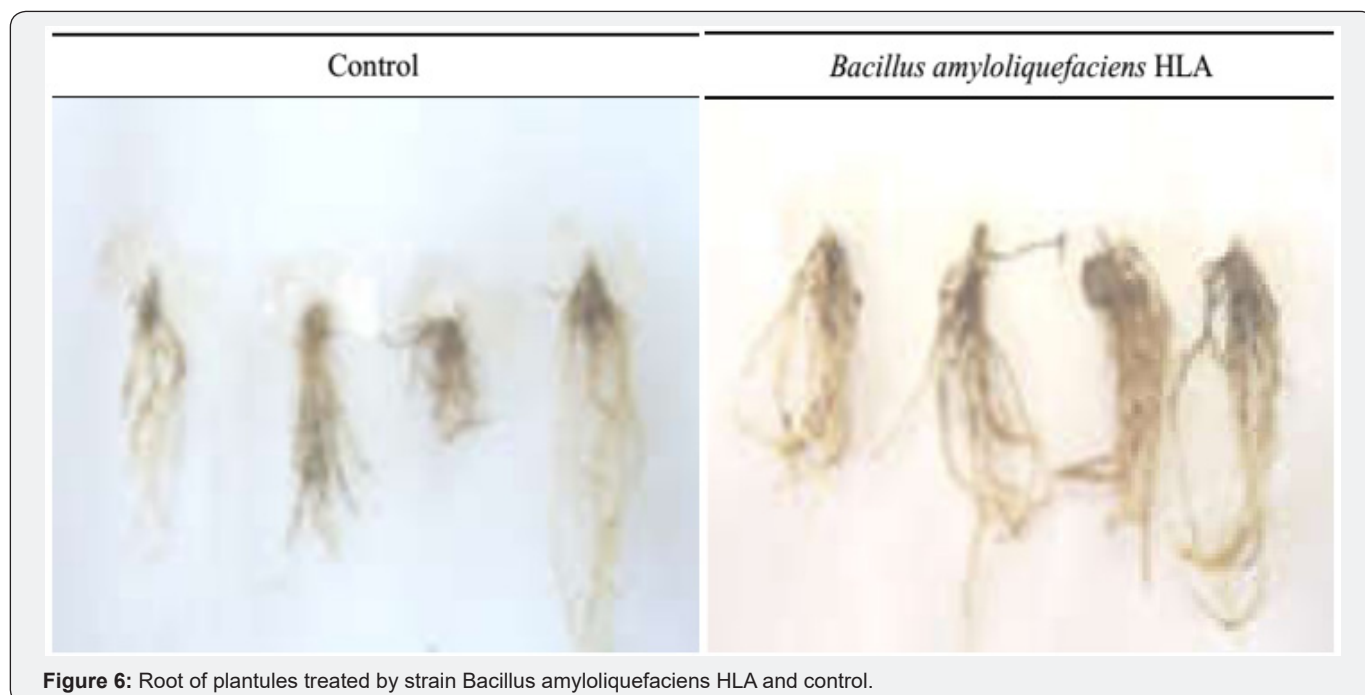 Control
Bacillus amyloliquefaciens HLA
Figure 6: Root of plantules treated by strain Bacillus amyloliquefaciens HLA and control.